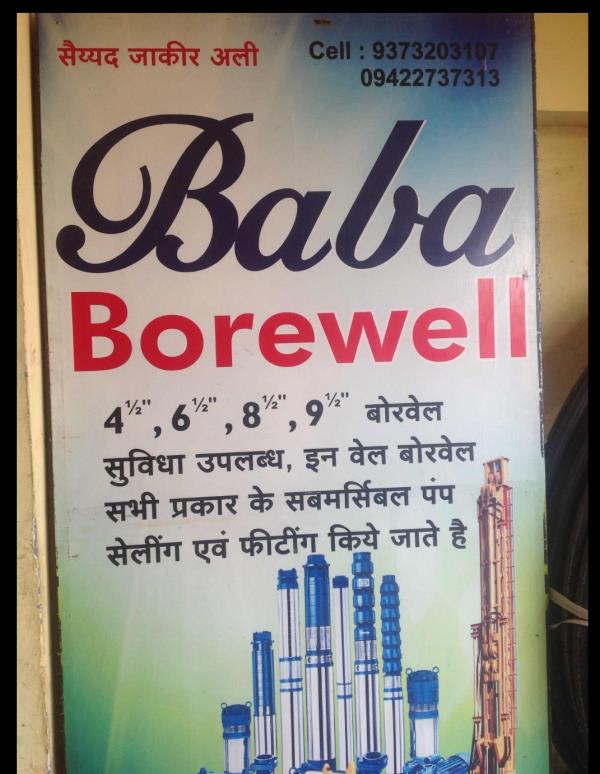 सैय्यद जाकीर अली
Cell : 9373203107
09422737313
Baba
Borewell
4½", 6½", 8½", 9½" बोरवेल
सुविधा उपलब्ध, इन वेल बोरवेल
सभी प्रकार के सबमर्सिबल पंप
सेलींग एवं फीटींग किये जाते है